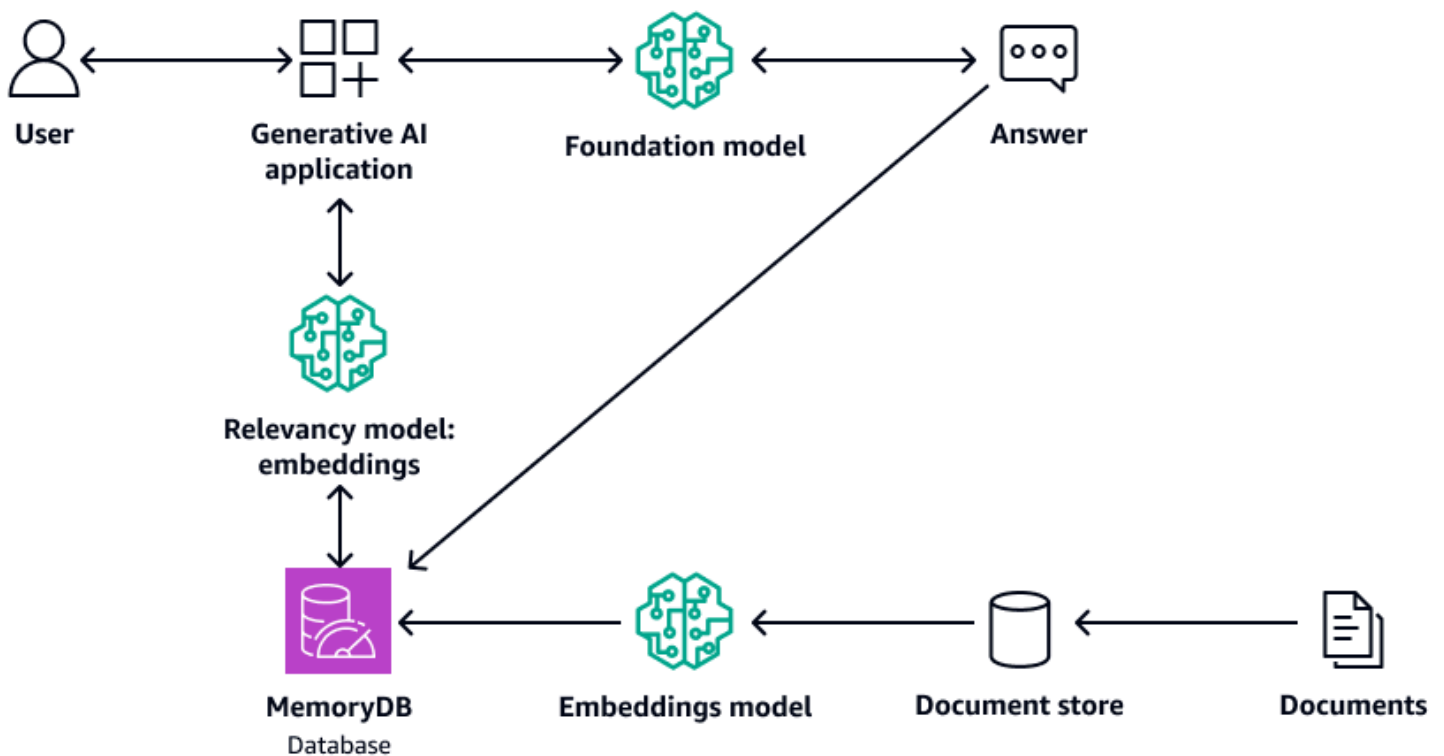 User
Generative AI
application
Foundation model
Answer
Relevancy model:
embeddings
MemoryDB
Database
Embeddings model
Document store
Documents